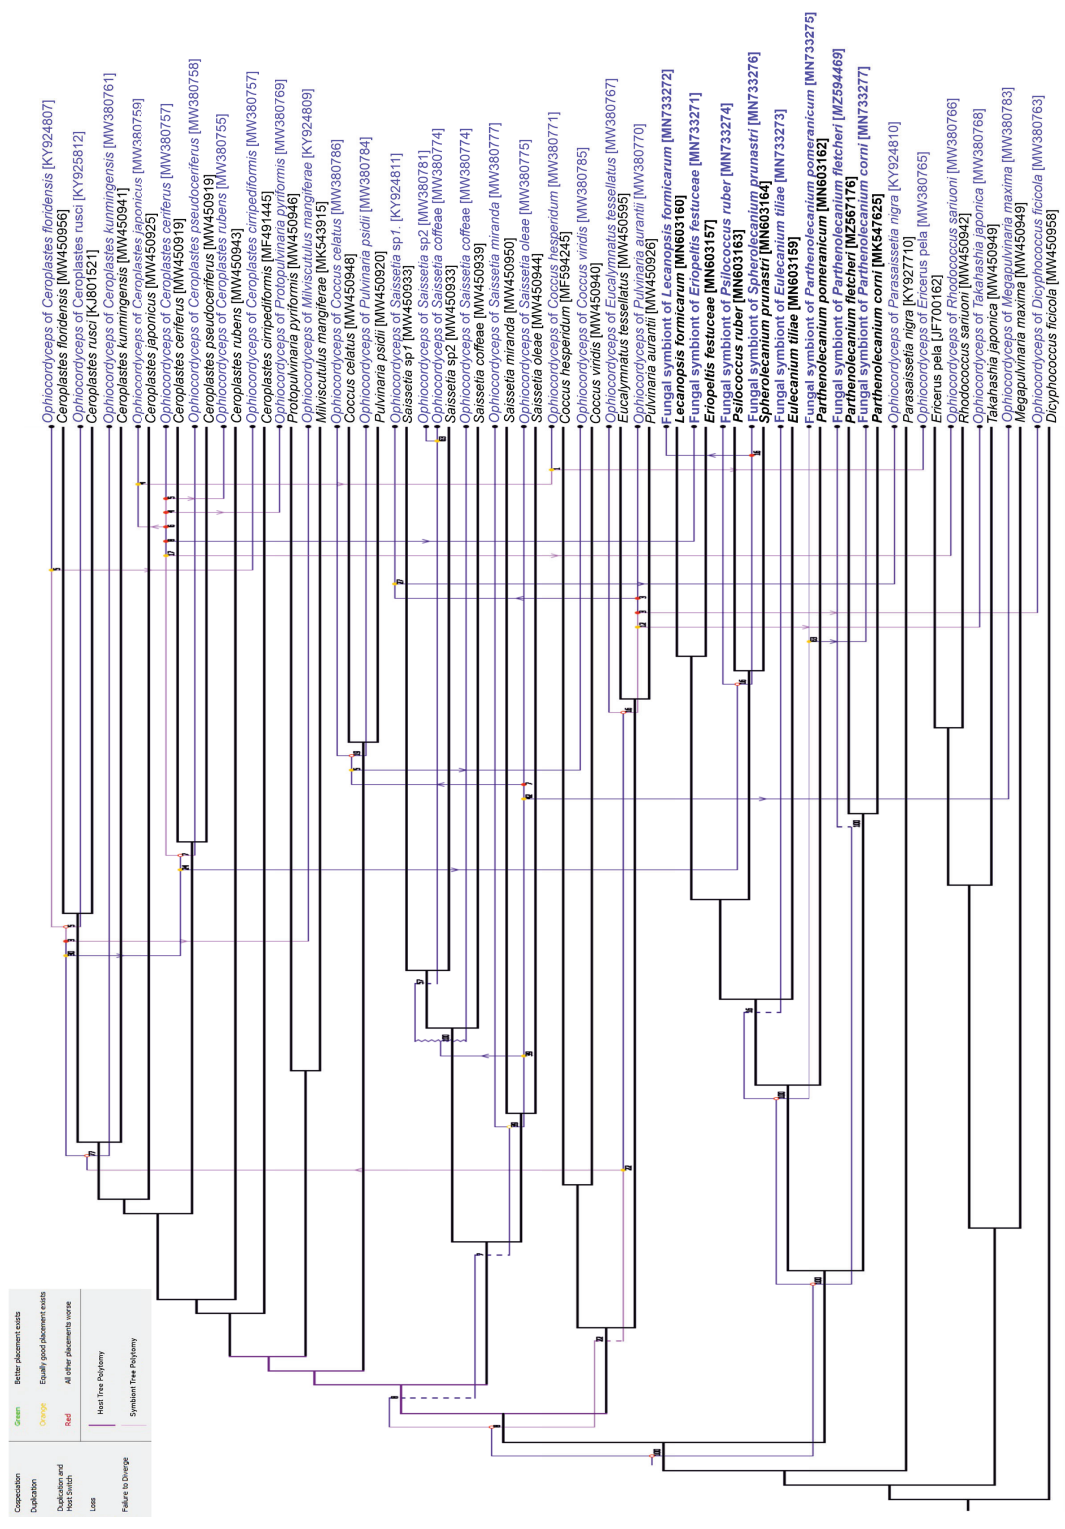 Ophiocordyceps of Ceroplastes floridensis [KY924807]
Ceroplastes floridensis [MW450956]
Ophiocordyceps of Ceroplastes rusci [KY925812]
Ceroplastes rusci [KJ801521]
Ophiocordyceps of Ceroplastes kunmingensis [MW380761]
Ceroplastes kunmingensis [MW450941]
Ophiocordyceps of Ceroplastes japonicus [MW380759]
Ceroplastes japonicus [MW450925]
Ophiocordyceps of Ceroplastes ceriferus [MW380757]
Ceroplastes ceriferus [MW450919]
Ophiocordyceps of Ceroplastes pseudoceriferus [MW380758]
Ceroplastes pseudoceriferus [MW450919]
Ophiocordyceps of Ceroplastes rubens [MW380755]
Ceroplastes rubens [MW450943]
Ophiocordyceps of Ceroplastes cirripediformis [MW380757]
Ceroplastes cirripediformis [MF491445]
Ophiocordyceps of Protopulvinaria pyriformis [MW380769]
Protopulvinaria pyriformis [MW450946]
Ophiocordyceps of Milviscutulus mangiferae [KY924809]
Milviscutulus mangiferae [MK543915]
Ophiocordyceps of Coccus celatus [MW380786]
Coccus celatus [MW450948]
Ophiocordyceps of Pulvinaria psidii [MW380784]
Pulvinaria psidii [MW450920]
Ophiocordyceps of Saissetia sp1. [KY924811]
Saissetia sp1 [MW450933]
Ophiocordyceps of Saissetia sp2 [MW380781]
Ophiocordyceps of Saissetia coffeae [MW380774]
Saissetia sp2 [MW450933]
Ophiocordyceps of Saissetia coffeae [MW380774]
Saissetia coffeae [MW450939]
Ophiocordyceps of Saissetia miranda [MW380777]
Saissetia miranda [MW450950]
Ophiocordyceps of Saissetia oleae [MW380775]
Saissetia oleae [MW450944]
Ophiocordyceps of Coccus hesperidum [MW380771]
Coccus hesperidum [MF594245]
Ophiocordyceps of Coccus viridis [MW380785]
Coccus viridis [MW450940]
Ophiocordyceps of Eucalymnatus tessellatus [MW380767]
Eucalymnatus tessellatus [MW450595]
Ophiocordyceps of Pulvinaria aurantii [MW380770]
Pulvinaria aurantii [MW450926]
Fungal symbiont of Lecanopsis formicarum [MN733272]
Lecanopsis formicarum [MN603160]
Fungal symbiont of Eriopeltis festuceae [MN733271]
Eriopeltis festuceae [MN603157]
Fungal symbiont of Psilococcus ruber [MN733274]
Psilococcus ruber [MN603163]
Fungal symbiont of Spherolecanium prunastri [MN733276]
Spherolecanium prunastri [MN603164]
Fungal symbiont of Eulecanium tiliae [MN733273]
Eulecanium tiliae [MN603159]
Fungal symbiont of Parthenolecanium pomeranicum [MN733275]
Parthenolecanium pomeranicum [MN603162]
Fungal symbiont of Parthenolecanium fletcheri [MZ594469]
Parthenolecanium fletcheri [MZ567176]
Fungal symbiont of Parthenolecanium corni [MN733277]
Parthenolecanium corni [MK547625]
Ophiocordyceps of Parasaissetia nigra [KY924810]
Parasaissetia nigra [KY927710]
Ophiocordyceps of Ericerus pela [MW380765]
Ericerus pela [JF700162]
Ophiocordyceps of Rhodococcus sariuoni [MW380766]
Rhodococcus sariuoni [MW450942]
Ophiocordyceps of Takahashia japonica [MW380768]
Takahashhia japonica [MW450949]
Ophiocordyceps of Megapulvinaria maxima [MW380783]
Megapulvinaria maxima [MW450949]
Ophiocordyceps of Dicyphococcus ficicola [MW380763]
Dicyphococcus ficicola [MW450958]
Cospeciation
Duplication
Duplication and
Host Switch
Loss
Failure to Diverge
Green Better placement exists
Orange Equally good placement exists
Red All other placements worse
Host Tree Polytomy
Symbiont Tree Polytomy